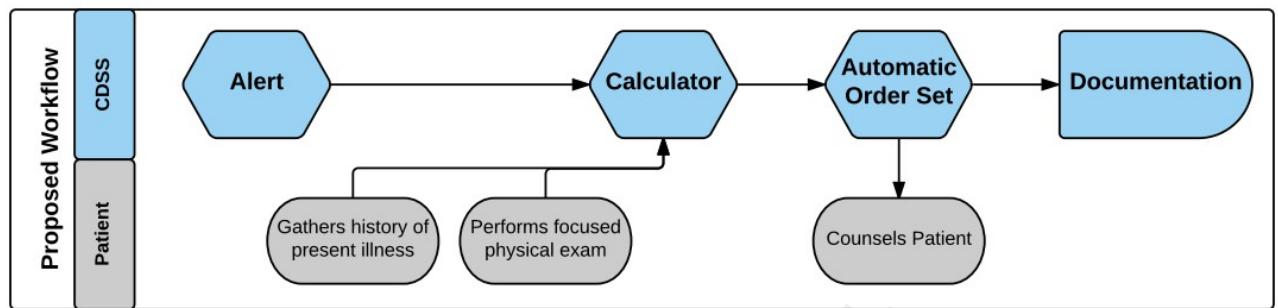 Proposed Workflow
CDSS
Alert
Calculator
Automatic
Order Set
Documentation
Patient
Gathers history of
present illness
Performs focused
physical exam
Counsels Patient